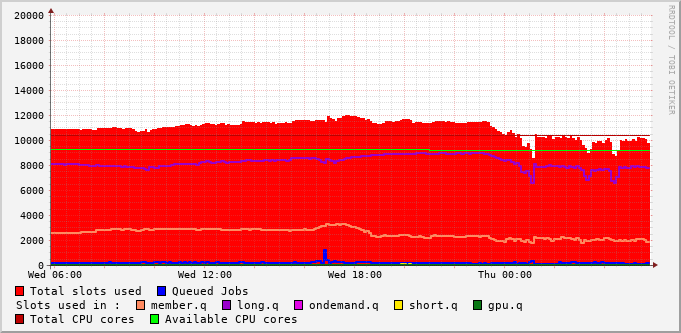 20000
18000
16000
14000
12000
10000
8000
6000
4000
2000
0
Wed 06:00 Wed 12:00 Wed 18:00 Thu 00:00
Total slots used Queued Jobs
Slots used in : member.q long.q ondemand.q short.q gpu.q
Total CPU cores Available CPU cores
RRDTOOL / TOBI OETIKER